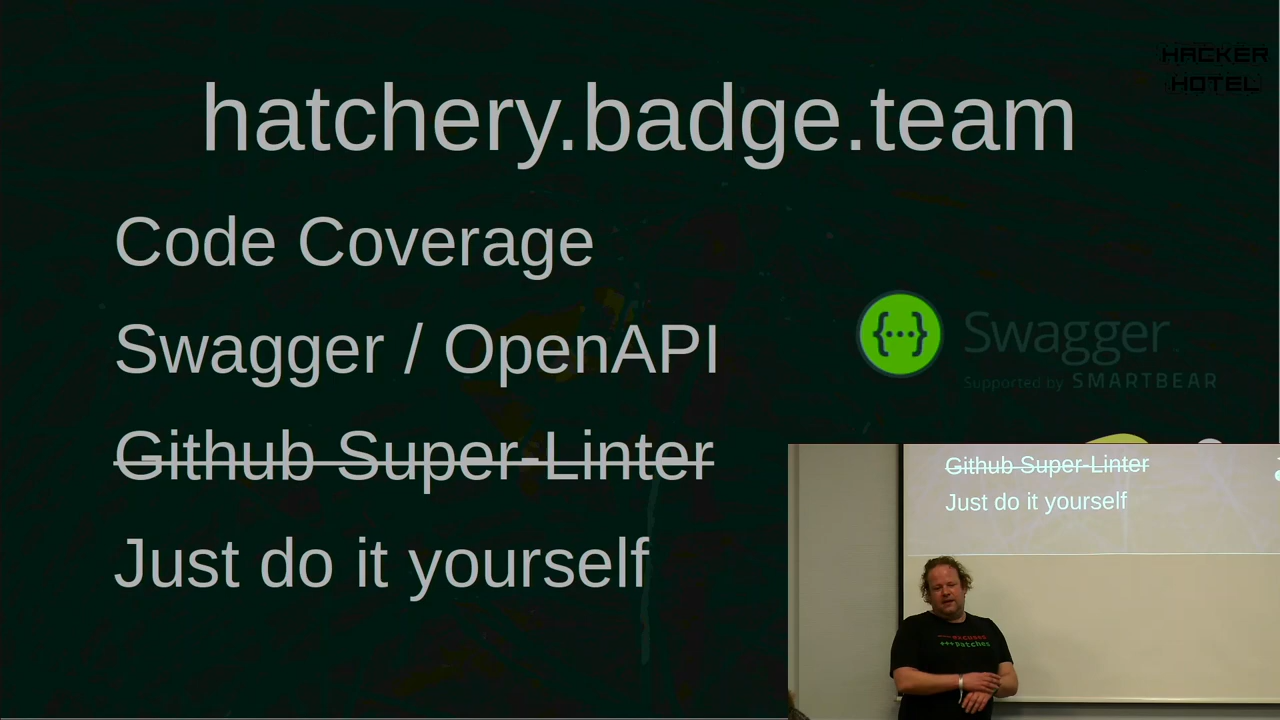 HACKER
HOTEL
hatchery.badge.team
Code Coverage
Swagger / OpenAPI
Swagger
Supported by SMARTBEAR
Github Super-Linter
Just do it yourself
Github Super-Linter
Just do it yourself
+++patches